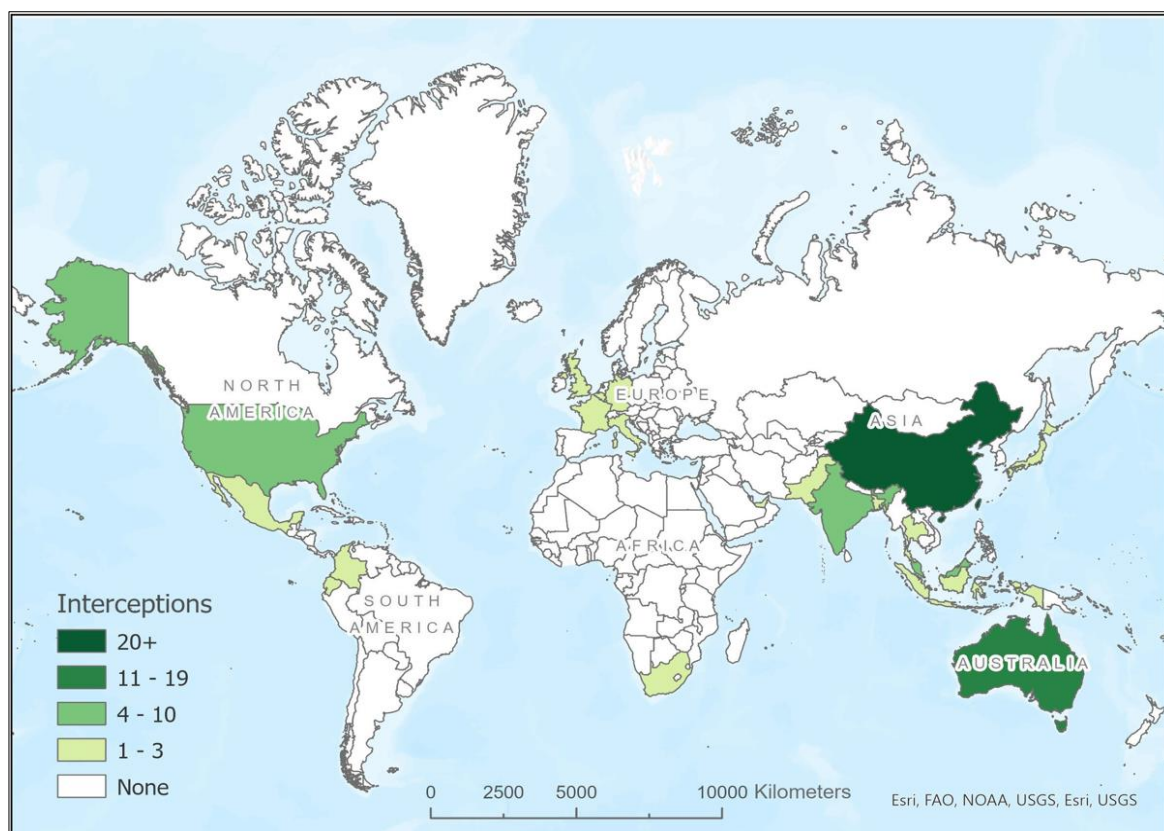 NORTH
AMERICA
EUROPE
ASIA
AFRICA
SOUTH
AMERICA
AUSTRALIA
Interceptions
20+
11 - 19
4 - 10
1 - 3
None
0 2500 5000 10000 Kilometers
Esri, FAO, NOAA, USGS, Esri, USGS